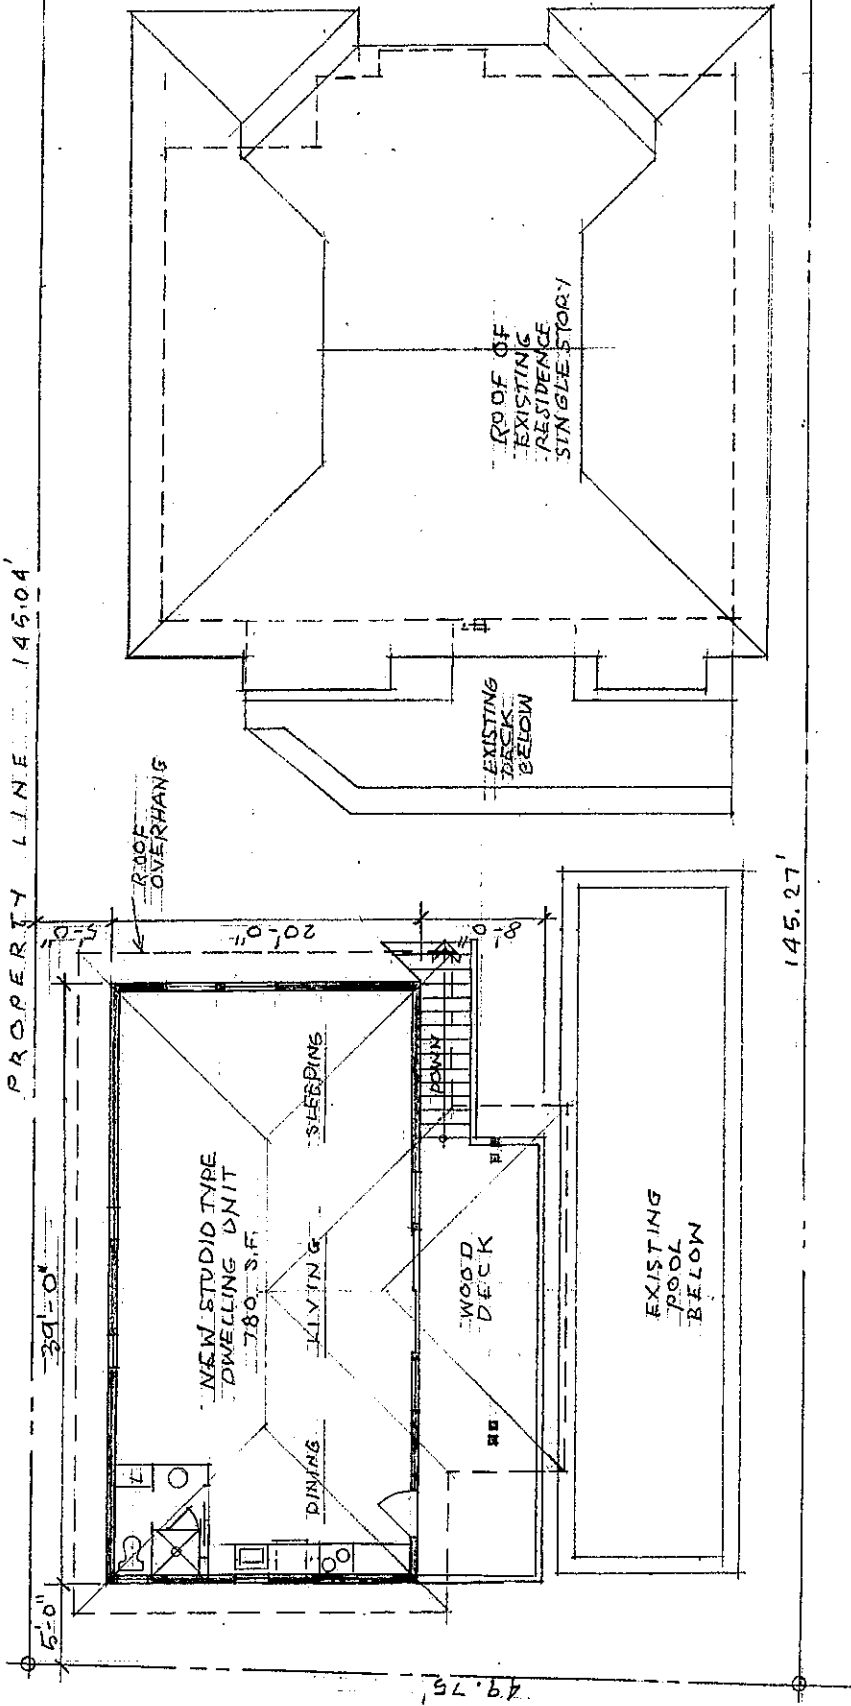 PROPERTY LINE 145.04'
ROOF OF
EXISTING
RESIDENCE
SINGLE STORY
EXISTING
DECK
BELOW
ROOF
OVERHANG
5'-0"
20'-0"
8'-0"
39'-0"
5'-0"
NEW STUDIO TYPE
DWELLING UNIT
780 S.F.
SLEEPING
LIVING
DINING
DOWN
WOOD
DECK
EXISTING
POOL
BELOW
145.27'
49.75'